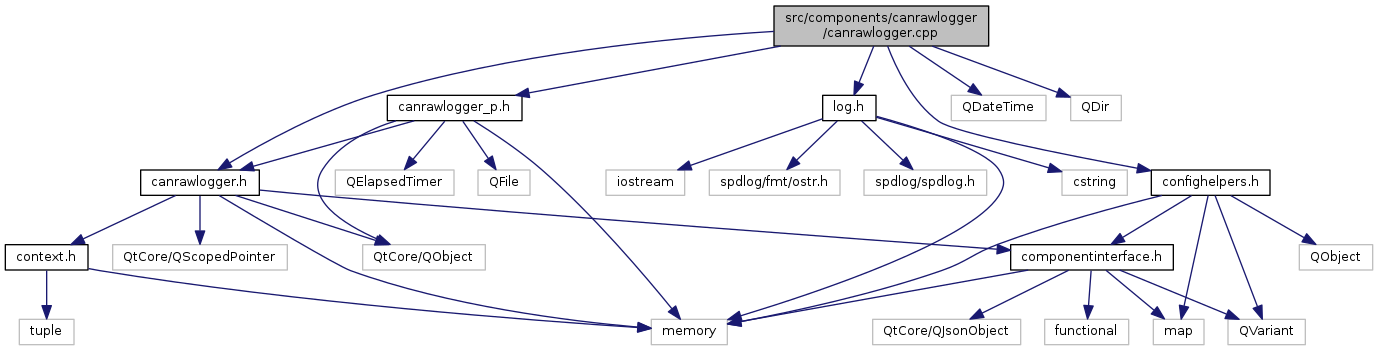 src/components/canrawlogger
/canrawlogger.cpp
canrawlogger_p.h
log.h
QDateTime
QDir
canrawlogger.h
QElapsedTimer
QFile
iostream
spdlog/fmt/ostr.h
spdlog/spdlog.h
cstring
confighelpers.h
context.h
QtCore/QScopedPointer
QtCore/QObject
componentinterface.h
QObject
tuple
memory
QtCore/QJsonObject
functional
map
QVariant